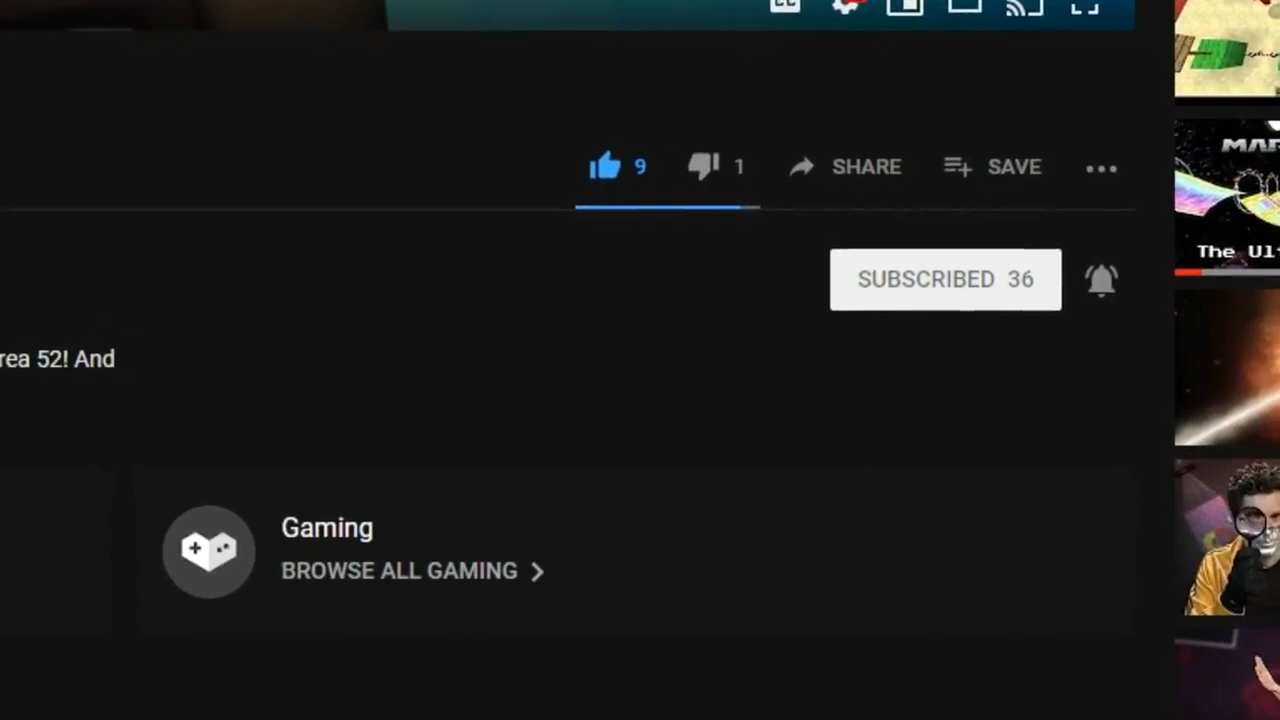 9 1 SHARE SAVE
The Ul
SUBSCRIBED 36
rea 52! And
Gaming
BROWSE ALL GAMING